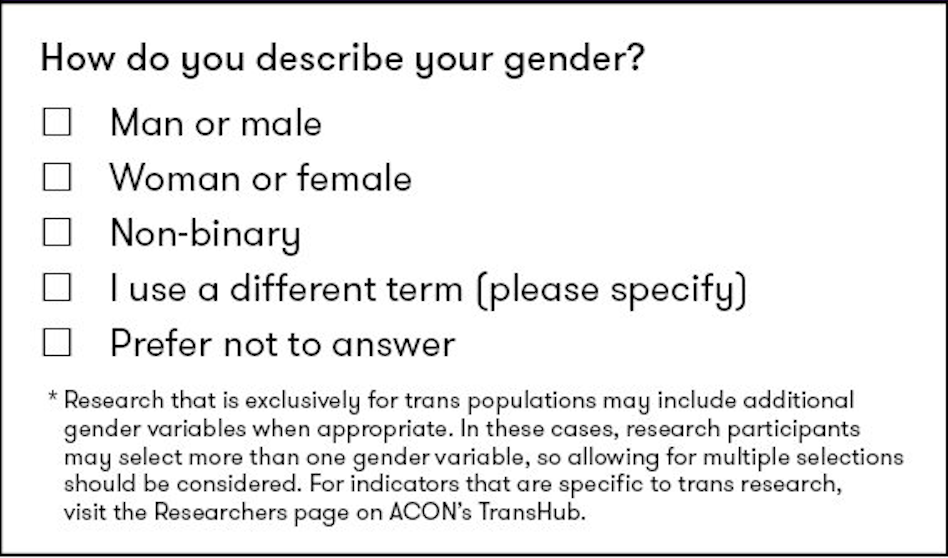 How do you describe your gender?
Man or male
Woman or female
Non-binary
I use a different term (please specify)
Prefer not to answer
* Research that is exclusively for trans populations may include additional
gender variables when appropriate. In these cases, research participants
may select more than one gender variable, so allowing for multiple selections
should be considered. For indicators that are specific to trans research,
visit the Researchers page on ACON's TransHub.